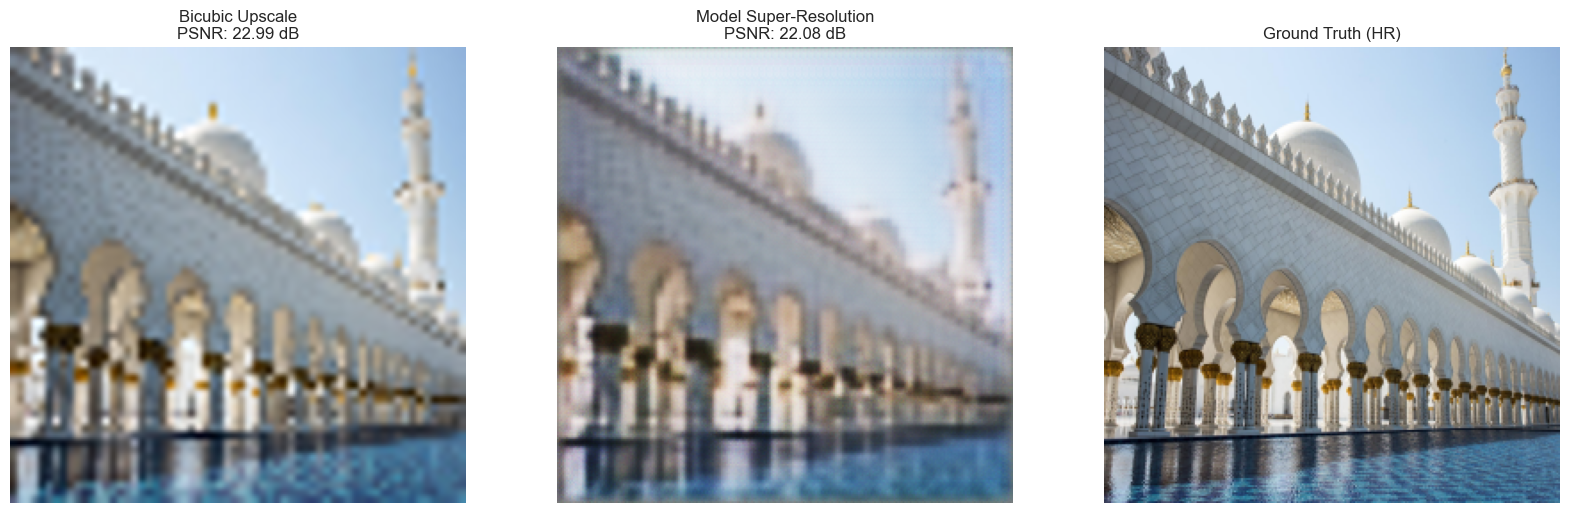 Bicubic Upscale
PSNR: 22.99 dB
Model Super-Resolution
PSNR: 22.08 dB
Ground Truth (HR)